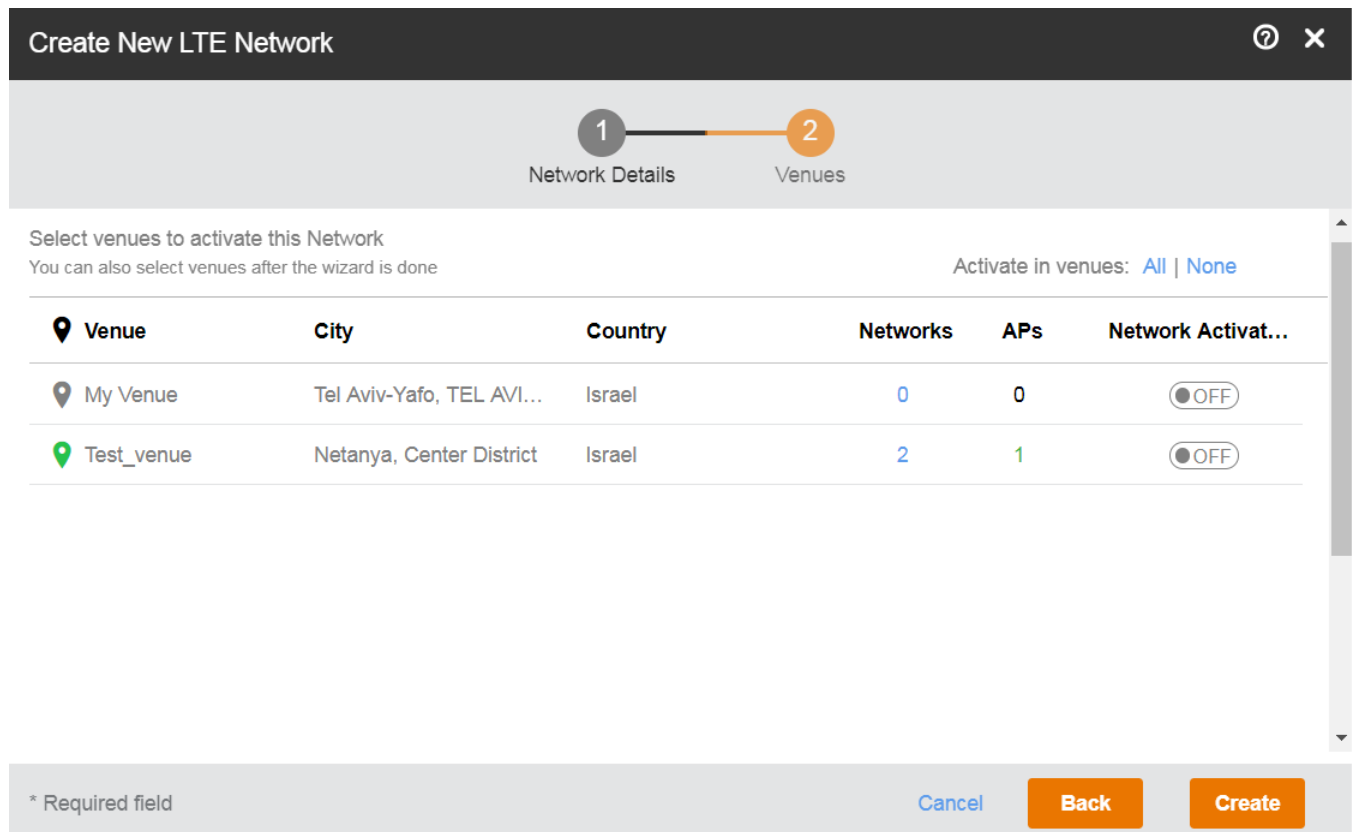 Create New LTE Network
1 2
Network Details Venues
Select venues to activate this Network
You can also select venues after the wizard is done
Activate in venues: All | None
Venue City Country Networks APs Network Activat...
My Venue Tel Aviv-Yafo, TEL AVI... Israel 0 0 OFF
Test_venue Netanya, Center District Israel 2 1 OFF
* Required field Cancel Back Create